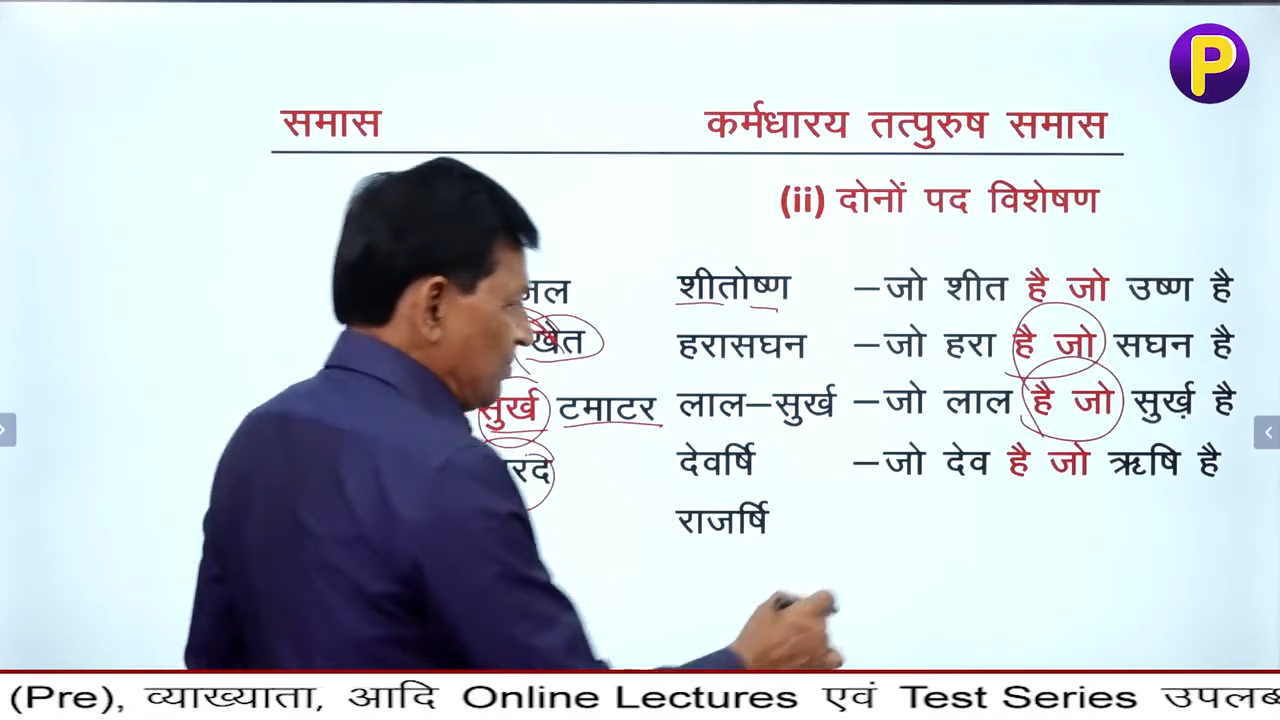 P
समास कर्मधारय तत्पुरुष समास
(ii) दोनों पद विशेषण
शीतोष्ण –जो शीत है जो उष्ण है
खेत हरासघन –जो हरा है जो सघन है
सुर्ख टमाटर लाल–सुर्ख –जो लाल है जो सुर्ख़ है
देवर्षि –जो देव है जो ऋषि है
राजर्षि
(Pre), व्याख्याता, आदि Online Lectures एवं Test Series